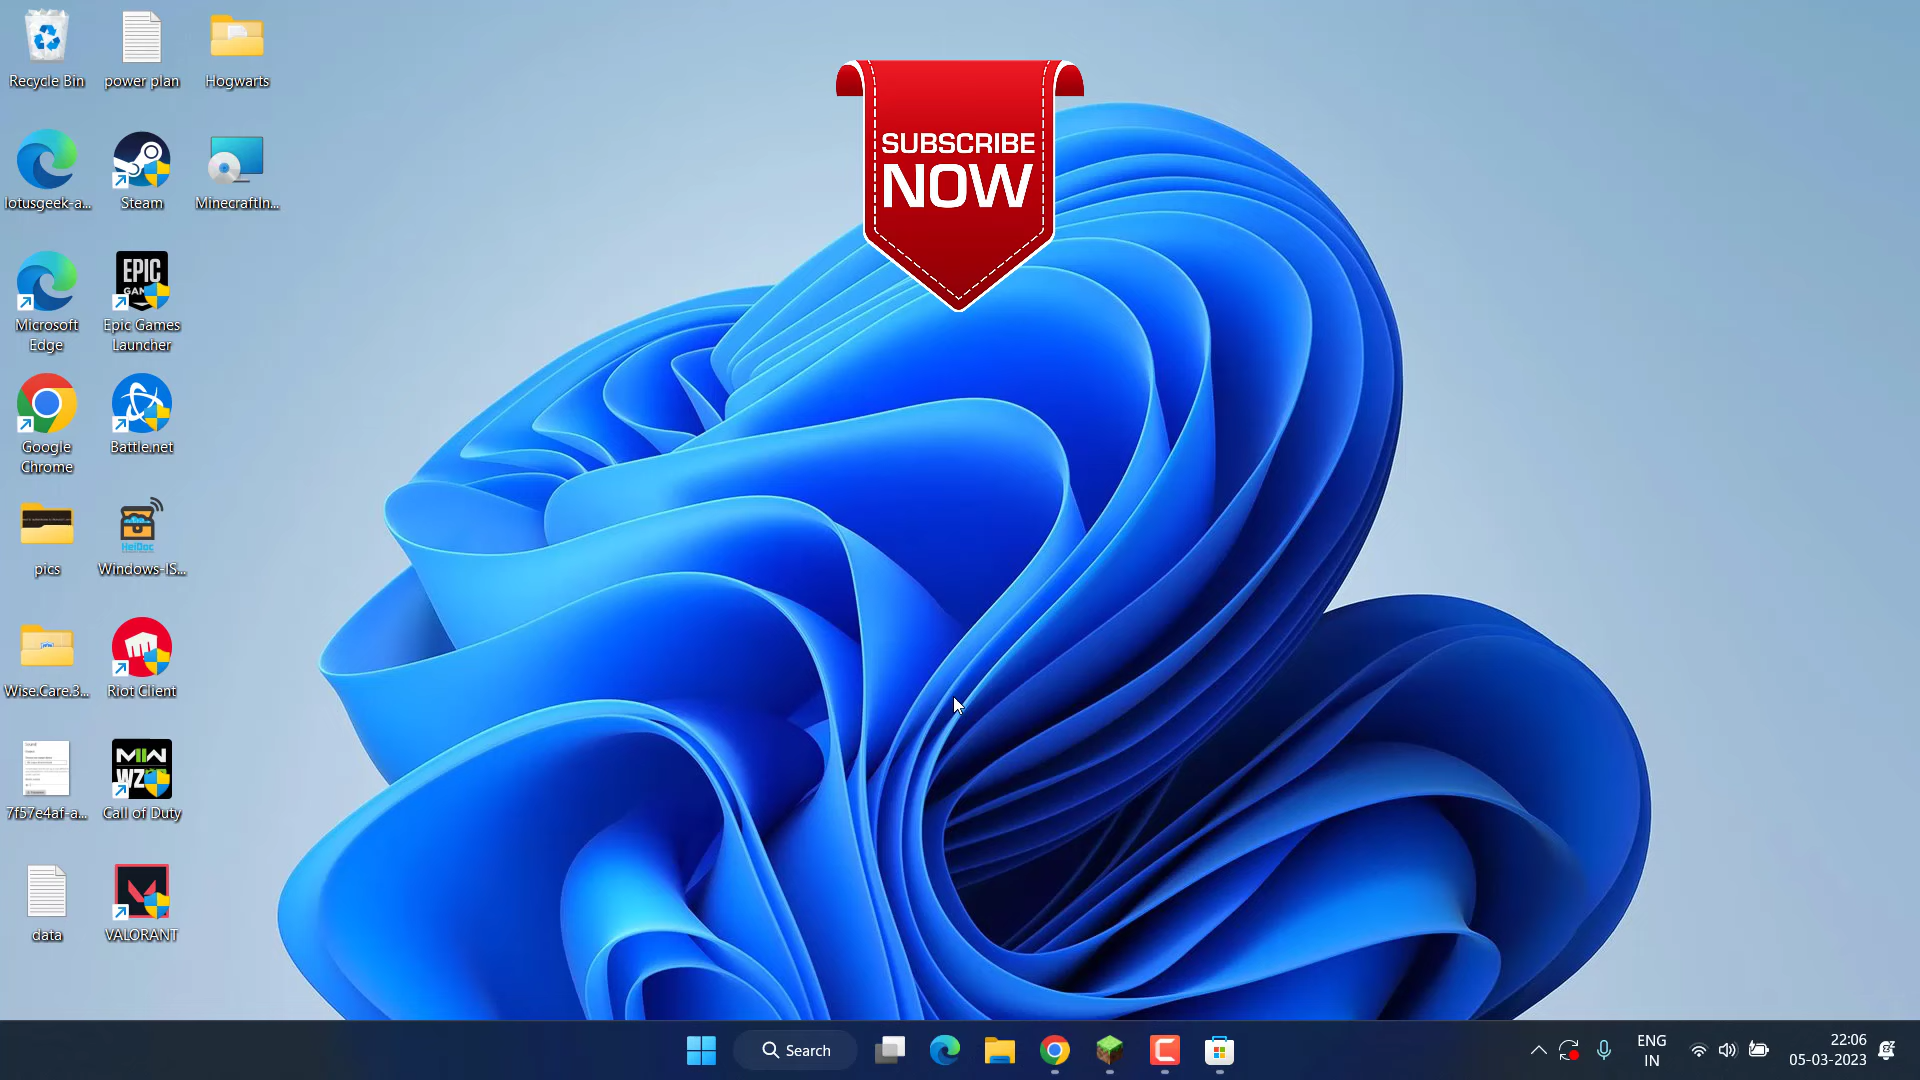 Recycle Bin
power plan
Hogwarts
SUBSCRIBE
NOW
lotusgeek-a...
Steam
MinecraftIn...
EPIC
GAM
Microsoft
Edge
Epic Games
Launcher
Google
Chrome
Battle.net
HeiDoc
pics
Windows-IS...
Wise.Care.3...
Riot Client
MW
WZ
7f57e4af-a...
Call of Duty
data
VALORANT
Search
ENG
IN
22:06
05-03-2023